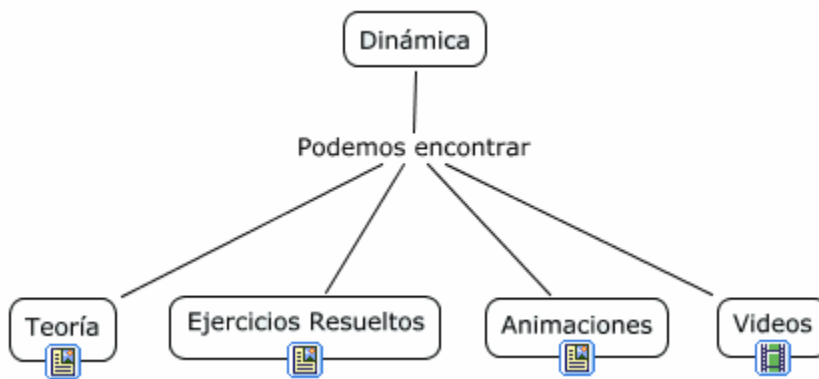 Dinámica
Podemos encontrar
Teoría
Ejercicios Resueltos
Animaciones
Videos